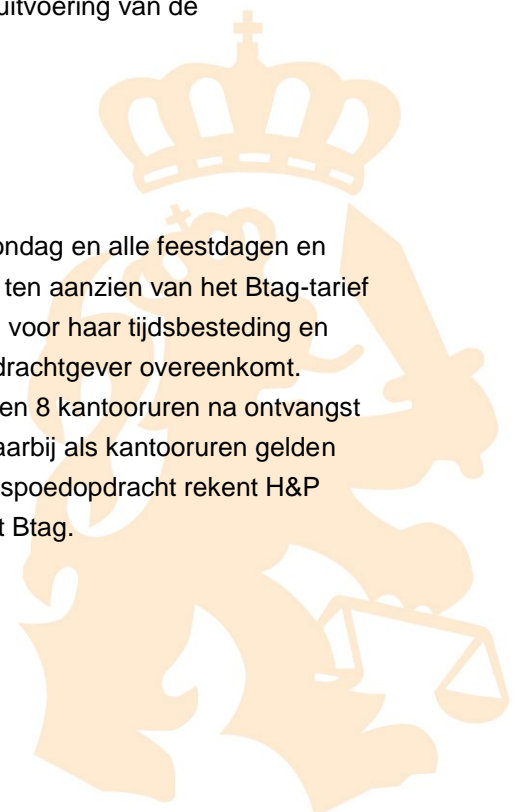 uitvoering van de
ondag en alle feestdagen en
ten aanzien van het Btag-tarief
voor haar tijdsbesteding en
drachtgever overeenkomt.
en 8 kantooruren na ontvangst
aarbij als kantooruren gelden
spoedopdracht rekent H&P
t Btag.